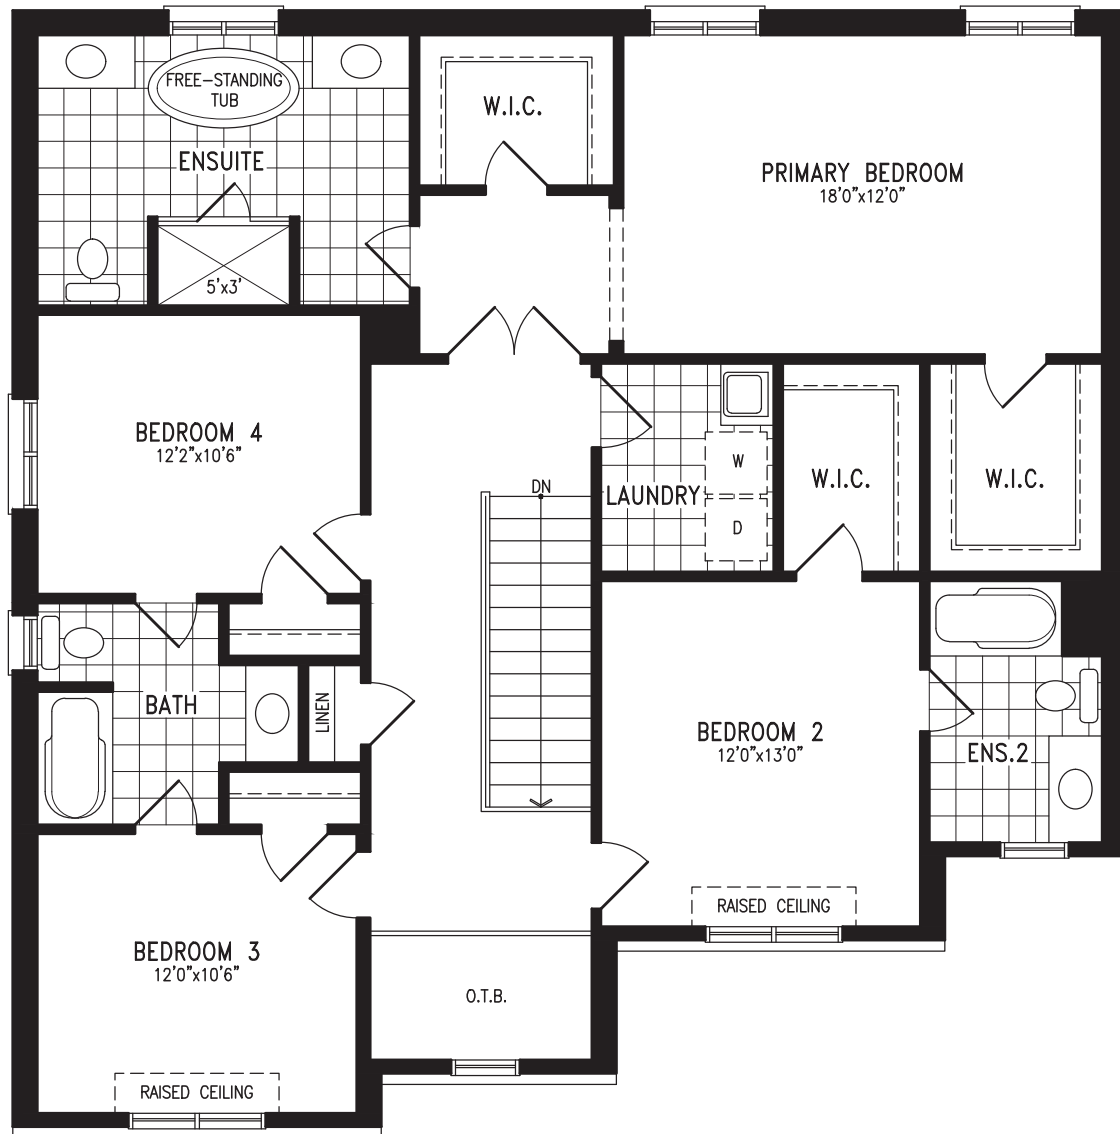 FREE-STANDING
TUB
W.I.C.
ENSUITE
PRIMARY BEDROOM
18'0"x12'0"
5'x3'
BEDROOM 4
12'2"x10'6"
W
W.I.C.
W.I.C.
DN
LAUNDRY
D
BATH
LINEN
BEDROOM 2
12'0"x13'0"
ENS.2
RAISED CEILING
BEDROOM 3
12'0"x10'6"
O.T.B.
RAISED CEILING